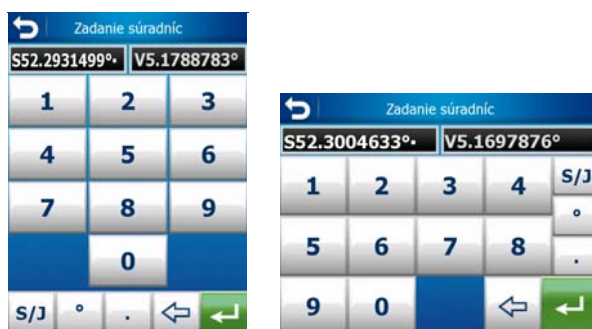 Zadanie súradníc
S52.2931499°· V5.1788783°
1 2 3
4 5 6
7 8 9
0
S/J ° .
Zadanie súradníc
S52.3004633°· V5.1697876°
1 2 3 4 S/J
°
5 6 7 8 .
9 0